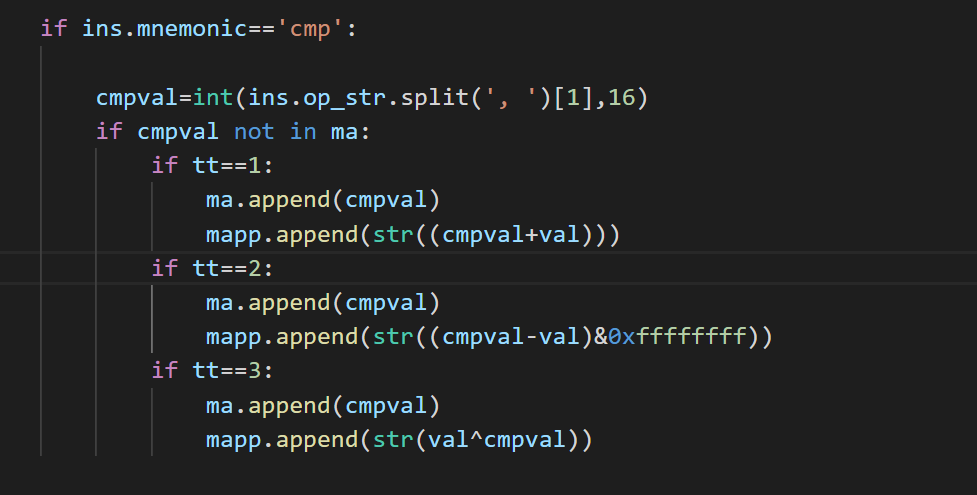 if ins.mnemonic=='cmp':
cmpval=int(ins.op_str.split(', ')[1],16)
if cmpval not in ma:
if tt==1:
ma.append(cmpval)
mapp.append(str((cmpval+val)))
if tt==2:
ma.append(cmpval)
mapp.append(str((cmpval-val)&0xffffffff))
if tt==3:
ma.append(cmpval)
mapp.append(str(val^cmpval))